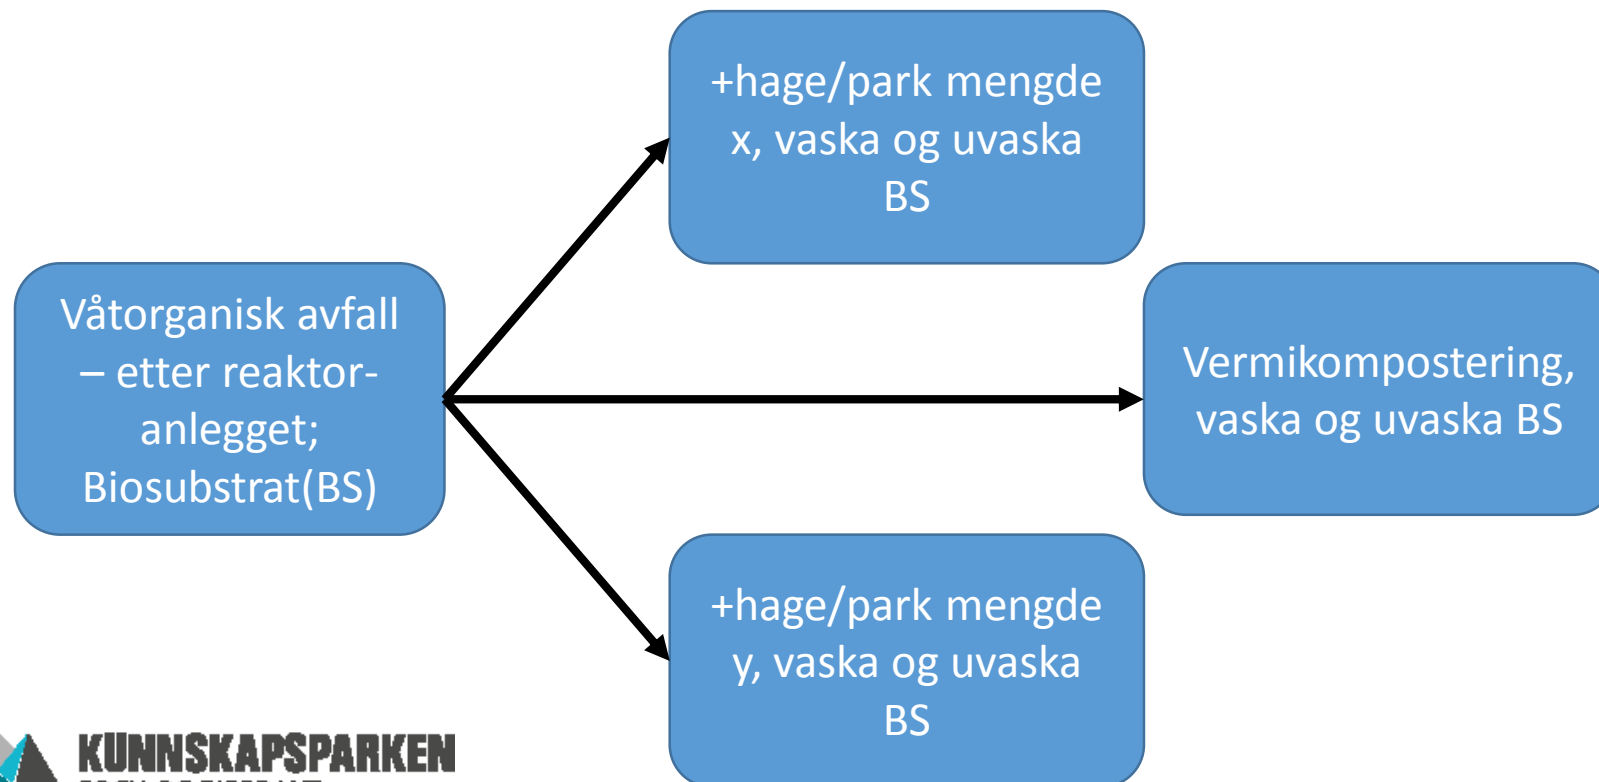 +hage/park mengde
x, vaska og uvaska
BS
Våtorganisk avfall
– etter reaktor-
anlegget;
Biosubstrat(BS)
Vermikompostering,
vaska og uvaska BS
+hage/park mengde
y, vaska og uvaska
BS
KUNNSKAPSPARKEN